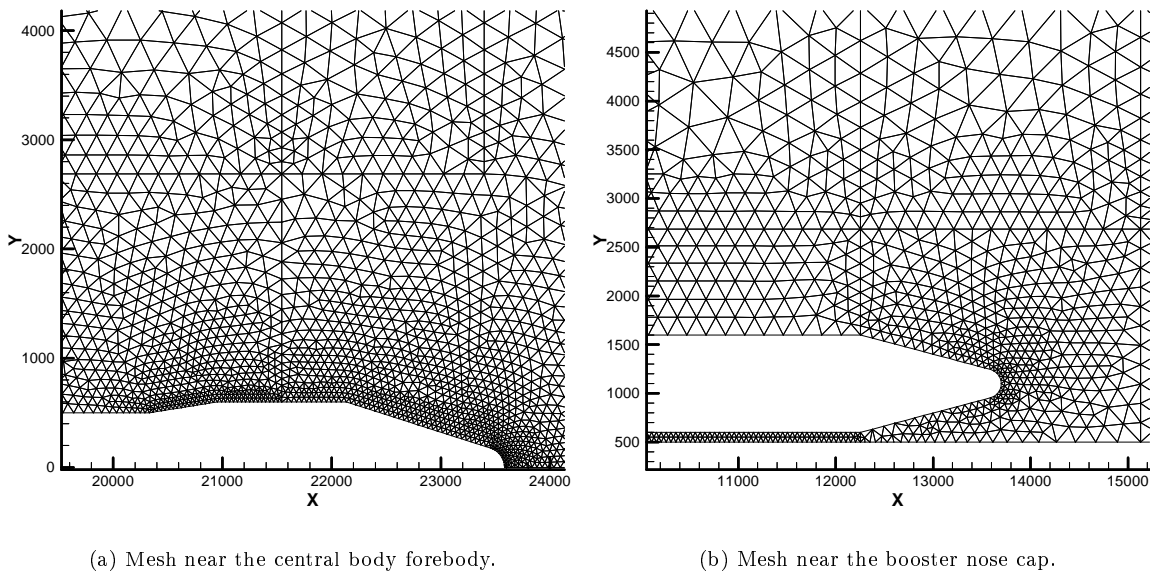 4000
3000
2000
1000
0
Y
20000 21000 22000 23000 24000
X
4500
4000
3500
3000
2500
2000
1500
1000
500
Y
11000 12000 13000 14000 15000
X
(a) Mesh near the central body forebody.
(b) Mesh near the booster nose cap.